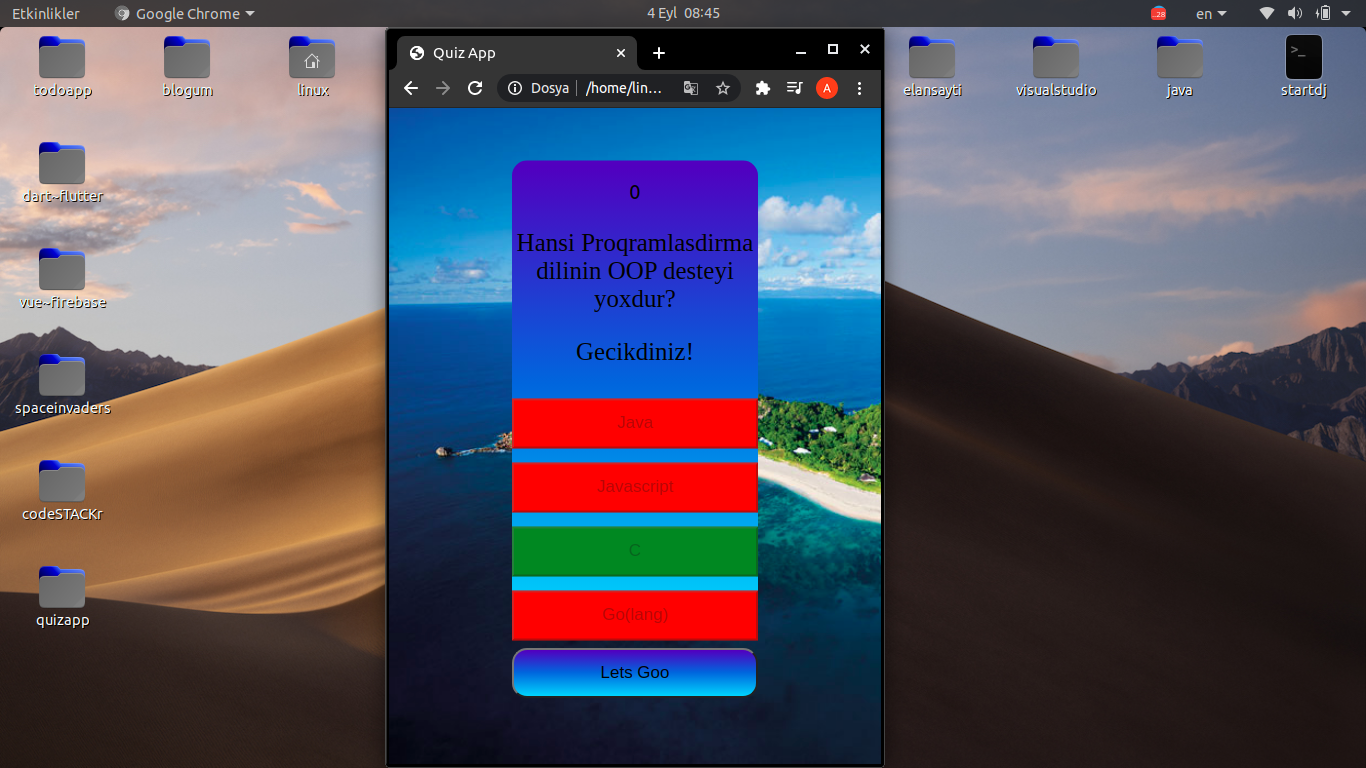 Etkinlikler
Google Chrome
4 Eyl 08:45
.28
en
todoapp
blogum
linux
elansayti
visualstudio
java
>_
startdj
dart~flutter
vue~firebase
spaceinvaders
codeSTACKr
quizapp
Quiz App
Dosya
/home/lin...
A
0
Hansi Proqramlasdirma
dilinin OOP desteyi
yoxdur?
Gecikdiniz!
Java
Javascript
C
Go(lang)
Lets Goo